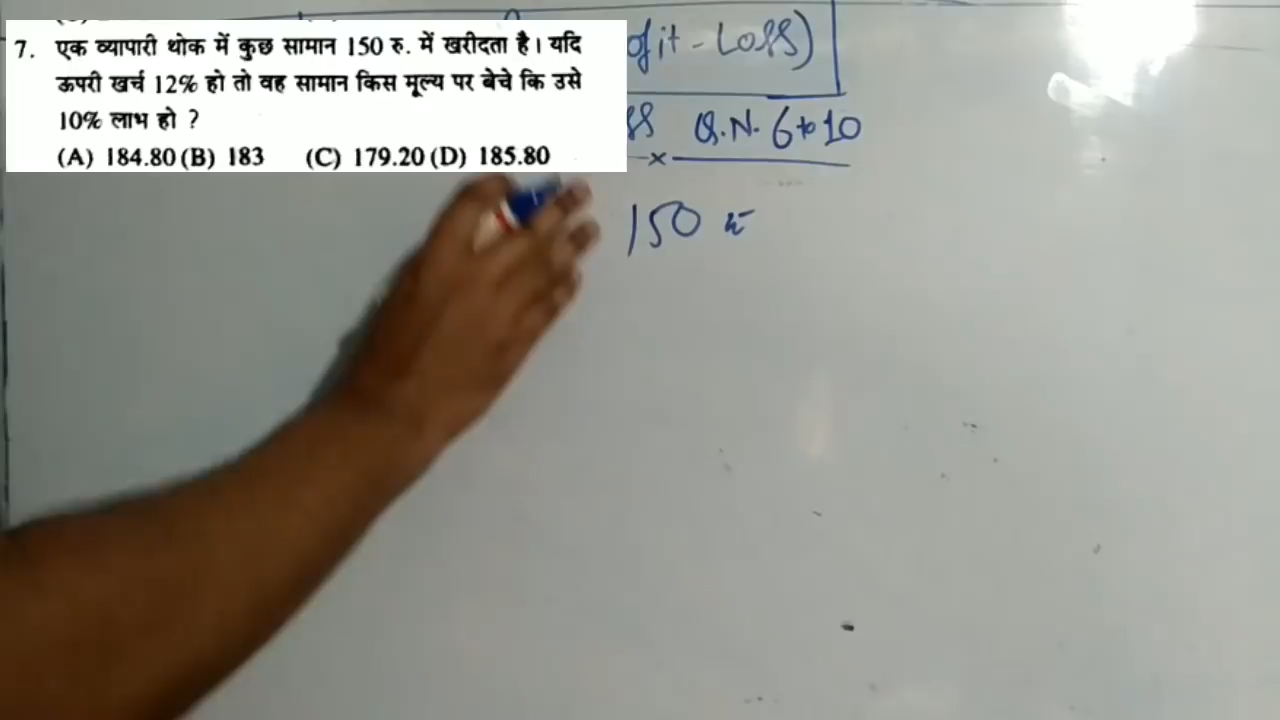 7. एक व्यापारी थोक में कुछ सामान 150 रु. में खरीदता है। यदि
ऊपरी खर्च 12% हो तो वह सामान किस मूल्य पर बेचे कि उसे
10% लाभ हो ?
(A) 184.80 (B) 183 (C) 179.20 (D) 185.80
ofit - Loss)
ss Q.N. 6 to 10
150